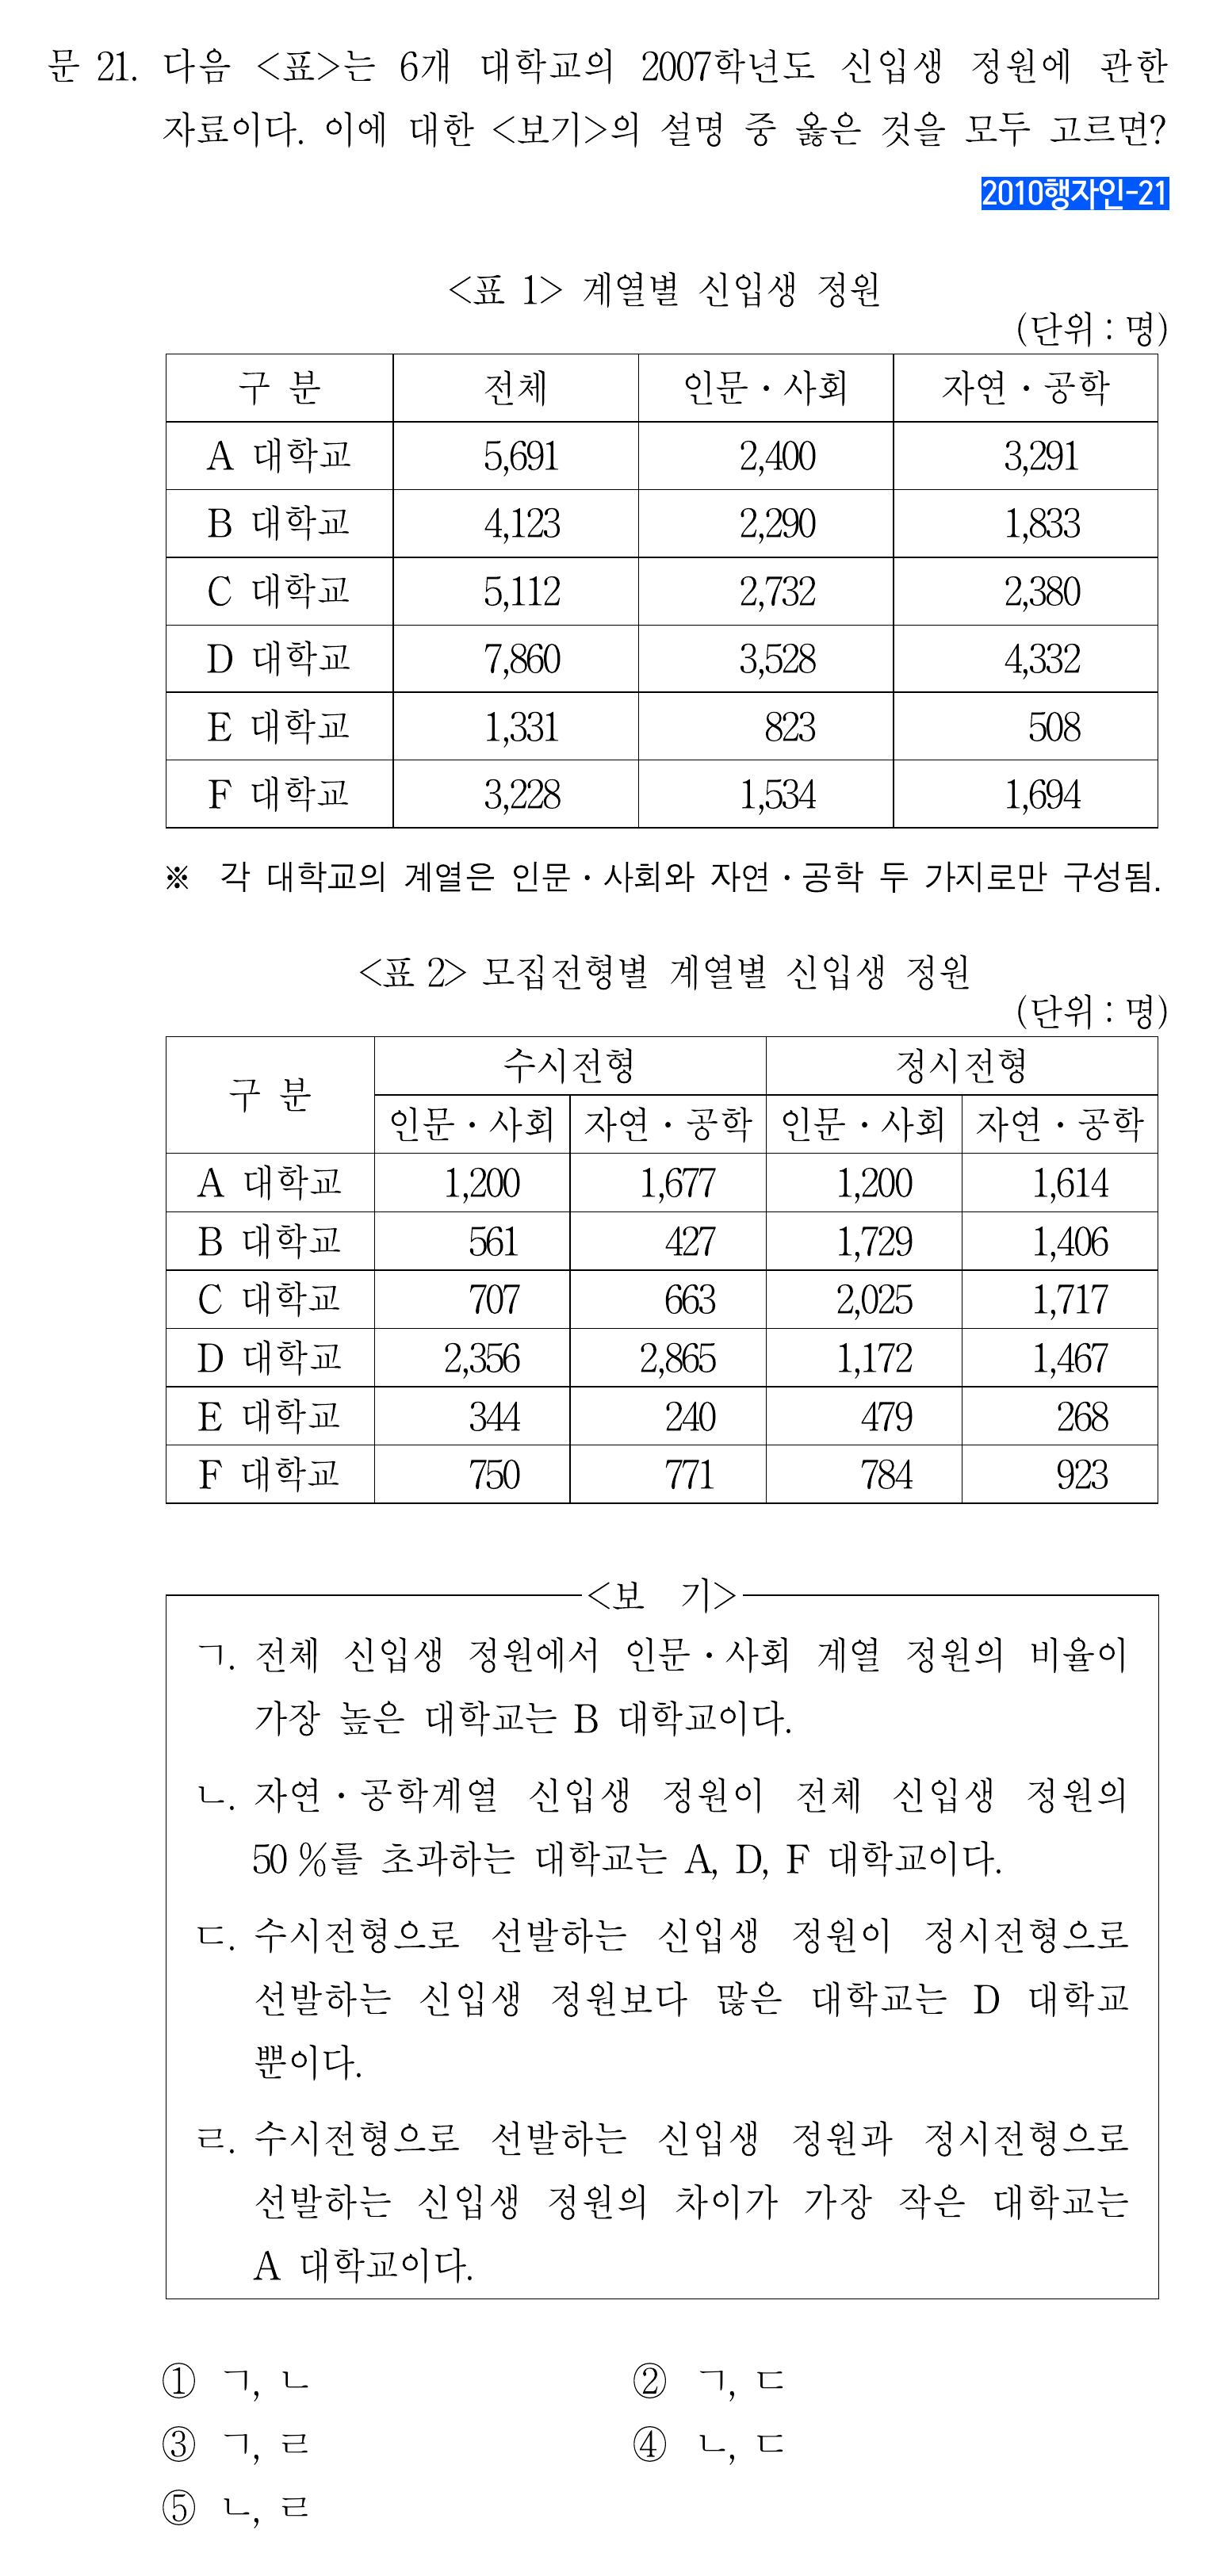 문 21. 다음 <표>는 6개 대학교의 2007학년도 신입생 정원에 관한
자료이다. 이에 대한 <보기>의 설명 중 옳은 것을 모두 고르면?
2010행자인-21
<표 1> 계열별 신입생 정원
(단위 : 명)
구 분 전체 인문・사회 자연・공학
A 대학교 5,691 2,400 3,291
B 대학교 4,123 2,290 1,833
C 대학교 5,112 2,732 2,380
D 대학교 7,860 3,528 4,332
E 대학교 1,331 823 508
F 대학교 3,228 1,534 1,694
※ 각 대학교의 계열은 인문・사회와 자연・공학 두 가지로만 구성됨.
<표 2> 모집전형별 계열별 신입생 정원
(단위 : 명)
구 분 수시전형 정시전형
인문・사회 자연・공학 인문・사회 자연・공학
A 대학교 1,200 1,677 1,200 1,614
B 대학교 561 427 1,729 1,406
C 대학교 707 663 2,025 1,717
D 대학교 2,356 2,865 1,172 1,467
E 대학교 344 240 479 268
F 대학교 750 771 784 923
<보 기>
ㄱ. 전체 신입생 정원에서 인문・사회 계열 정원의 비율이
가장 높은 대학교는 B 대학교이다.
ㄴ. 자연・공학계열 신입생 정원이 전체 신입생 정원의
50 %를 초과하는 대학교는 A, D, F 대학교이다.
ㄷ. 수시전형으로 선발하는 신입생 정원이 정시전형으로
선발하는 신입생 정원보다 많은 대학교는 D 대학교
뿐이다.
ㄹ. 수시전형으로 선발하는 신입생 정원과 정시전형으로
선발하는 신입생 정원의 차이가 가장 작은 대학교는
A 대학교이다.
① ㄱ, ㄴ ② ㄱ, ㄷ
③ ㄱ, ㄹ ④ ㄴ, ㄷ
⑤ ㄴ, ㄹ